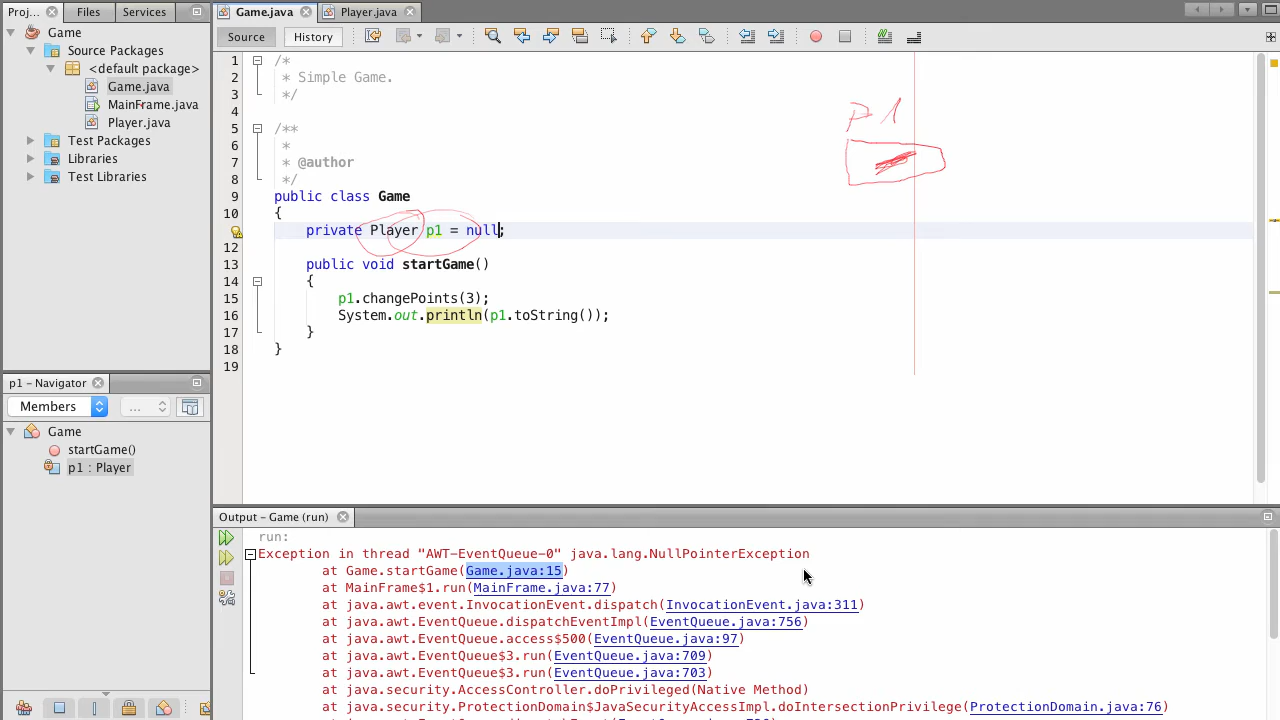 Proj...
Files
Services
Game
Source Packages
<default package>
Game.java
MainFrame.java
Player.java
Test Packages
Libraries
Test Libraries
p1 - Navigator
Members
...
Game
startGame()
p1 : Player
Game.java
Player.java
Source
History
1 /*
2 * Simple Game.
3 */
4
5 /**
6 *
7 * @author
8 */
9 public class Game
10 {
private Player p1 = null;
12
13 public void startGame()
14 {
15 p1.changePoints(3);
16 System.out.println(p1.toString());
17 }
18 }
19
P1
Output - Game (run)
run:
Exception in thread "AWT-EventQueue-0" java.lang.NullPointerException
at Game.startGame(Game.java:15)
at MainFrame$1.run(MainFrame.java:77)
at java.awt.event.InvocationEvent.dispatch(InvocationEvent.java:311)
at java.awt.EventQueue.dispatchEventImpl(EventQueue.java:756)
at java.awt.EventQueue.access$500(EventQueue.java:97)
at java.awt.EventQueue$3.run(EventQueue.java:709)
at java.awt.EventQueue$3.run(EventQueue.java:703)
at java.security.AccessController.doPrivileged(Native Method)
at java.security.ProtectionDomain$JavaSecurityAccessImpl.doIntersectionPrivilege(ProtectionDomain.java:76)